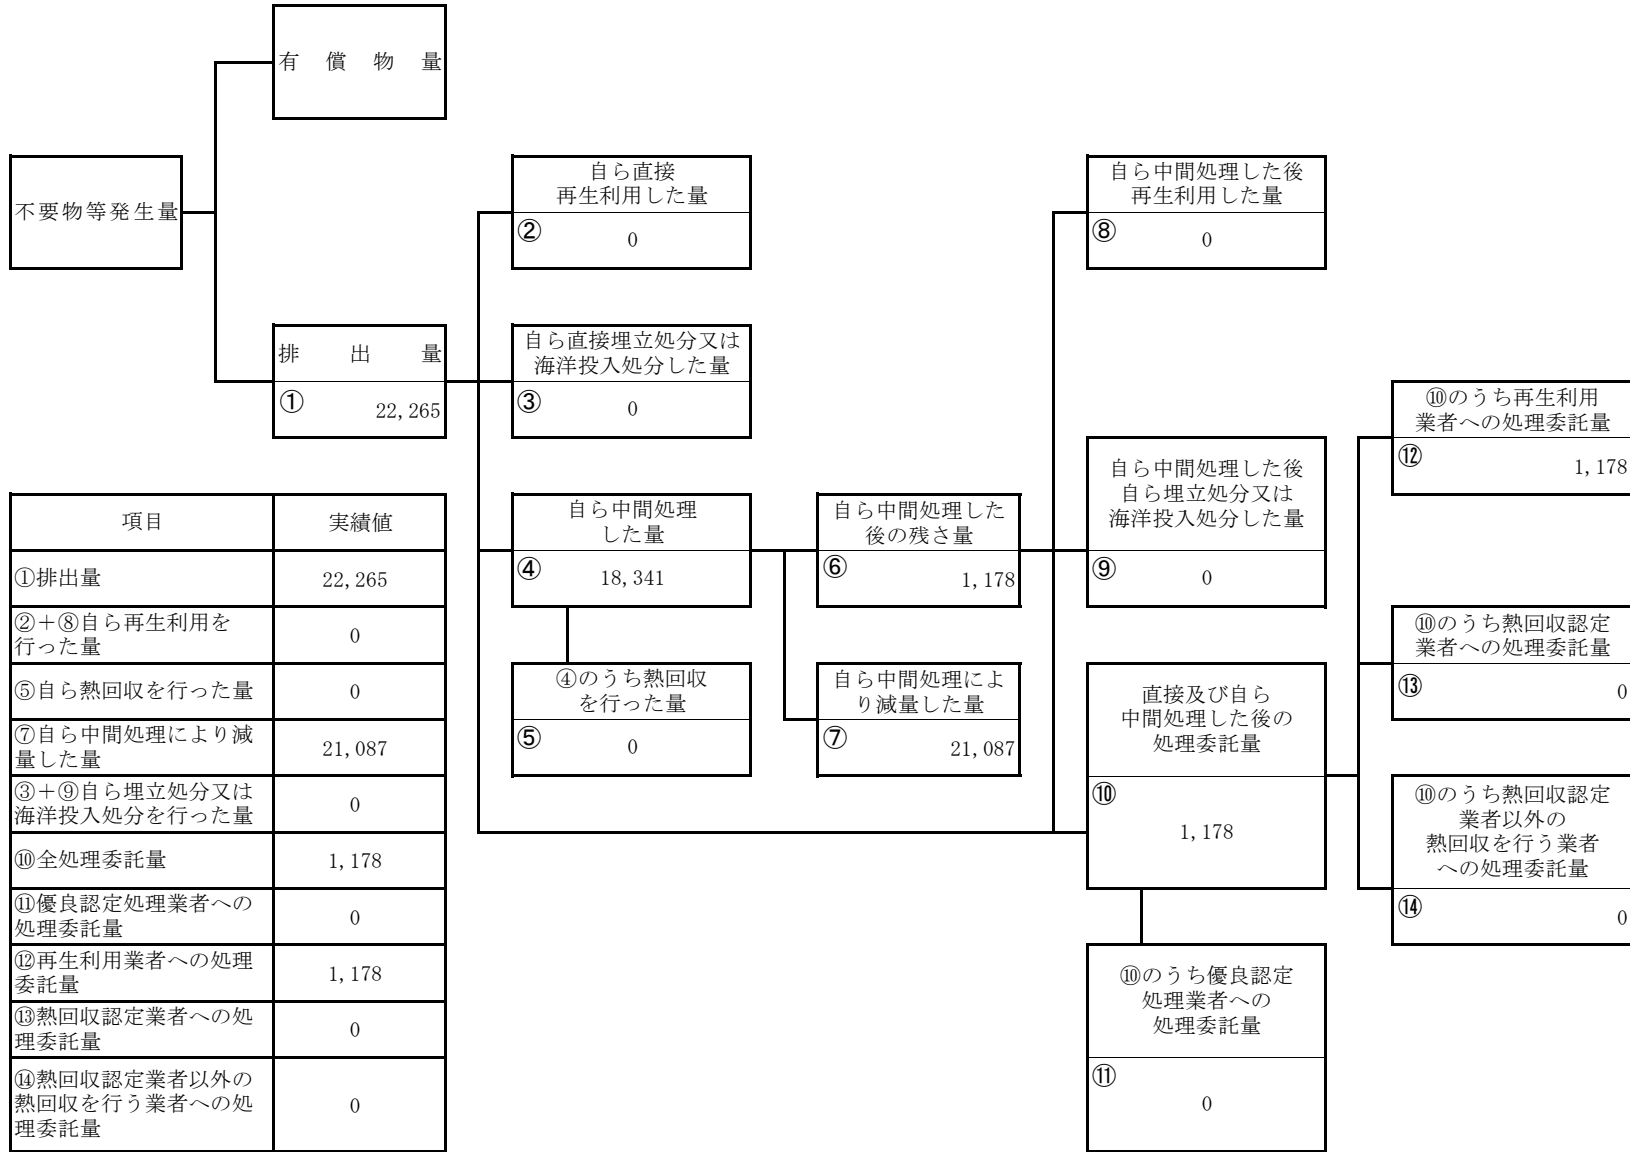 有 償 物 量
不要物等発生量
自ら直接
再生利用した量
② 0
自ら中間処理した後
再生利用した量
⑧ 0
排 出 量
① 22,265
自ら直接埋立処分又は
海洋投入処分した量
③ 0
⑩のうち再生利用
業者への処理委託量
⑫ 1,178
自ら中間処理
した量
④ 18,341
自ら中間処理した
後の残さ量
⑥ 1,178
自ら中間処理した後
自ら埋立処分又は
海洋投入処分した量
⑨ 0
④のうち熱回収
を行った量
⑤ 0
自ら中間処理によ
り減量した量
⑦ 21,087
直接及び自ら
中間処理した後の
処理委託量
⑩
1,178
⑩のうち熱回収認定
業者への処理委託量
⑬ 0
⑩のうち熱回収認定
業者以外の
熱回収を行う業者
への処理委託量
⑭ 0
⑩のうち優良認定
処理業者への
処理委託量
⑪
0
項目 実績値
①排出量 22,265
②+⑧自ら再生利用を
行った量 0
⑤自ら熱回収を行った量 0
⑦自ら中間処理により減
量した量 21,087
③+⑨自ら埋立処分又は
海洋投入処分を行った量 0
⑩全処理委託量 1,178
⑪優良認定処理業者への
処理委託量 0
⑫再生利用業者への処理
委託量 1,178
⑬熱回収認定業者への処
理委託量 0
⑭熱回収認定業者以外の
熱回収を行う業者への処
理委託量 0